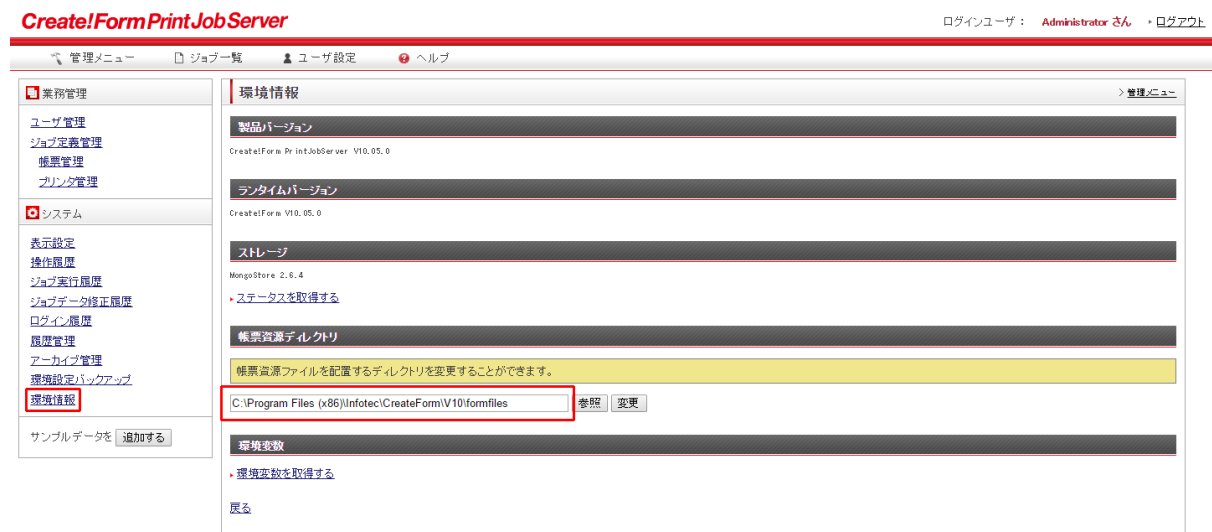 Create!Form PrintJobServer
ログインユーザ： Administrator さん ログアウト
管理メニュー ジョブ一覧 ユーザ設定 ヘルプ
業務管理
ユーザ管理
ジョブ定義管理
帳票管理
プリンタ管理
システム
表示設定
操作履歴
ジョブ実行履歴
ジョブデータ修正履歴
ログイン履歴
履歴管理
アーカイブ管理
環境設定バックアップ
環境情報
サンプルデータを 追加する
環境情報
> 管理メニュー
製品バージョン
Create!Form PrintJobServer V10.05.0
ランタイムバージョン
Create!Form V10.05.0
ストレージ
MongoStore 2.6.4
ステータスを取得する
帳票資源ディレクトリ
帳票資源ファイルを配置するディレクトリを変更することができます。
C:\Program Files (x86)\Infotec\CreateForm\V10\formfiles 参照 変更
環境変数
環境変数を取得する
戻る